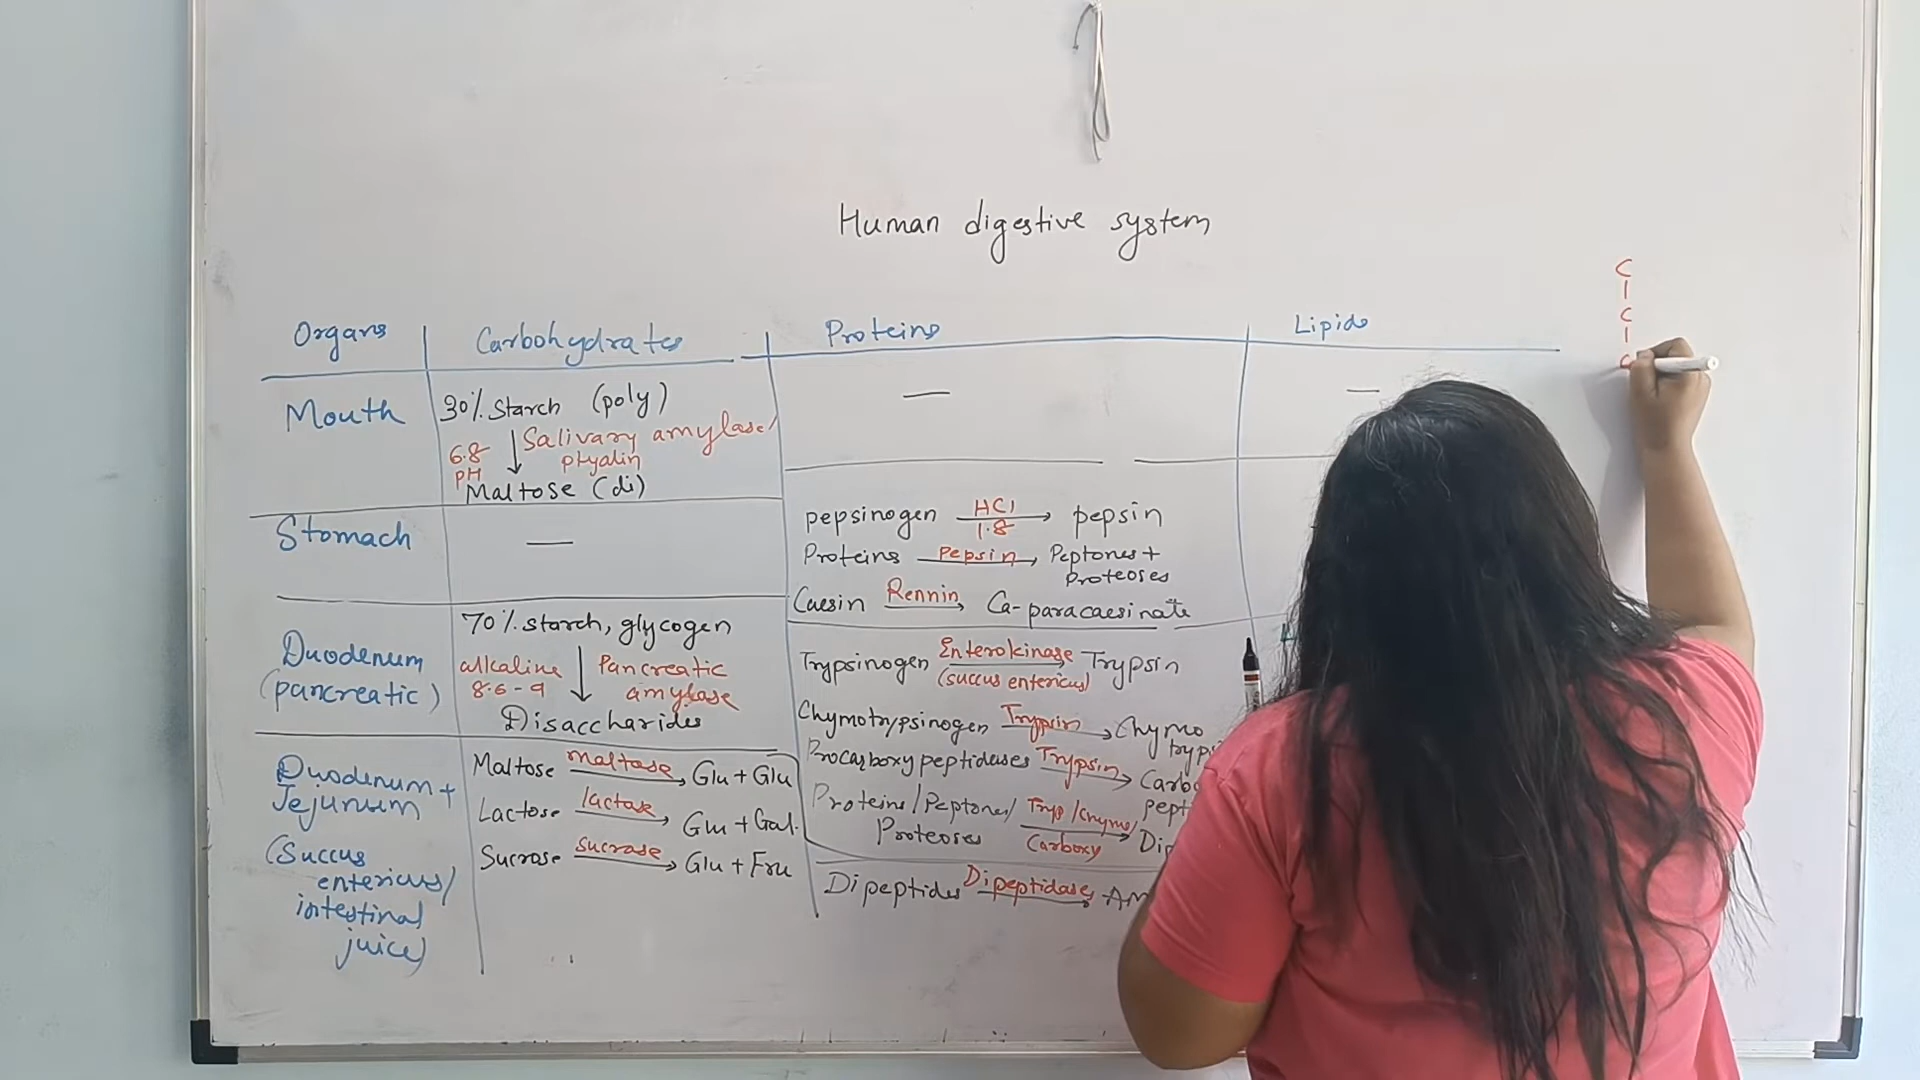 Human digestive system
Organs
Carbohydrates
Proteins
Lipids
Mouth
30% Starch (poly)
6.8 pH
Salivary amylase/
ptyalin
Maltose (di)
—
—
Stomach
—
pepsinogen HCl 1.8 → pepsin
Proteins Pepsin → Peptones +
Proteoses
Caesin Rennin → Ca-paracaesinate
Duodenum
(pancreatic)
70% starch, glycogen
alkaline
8.6-9
Pancreatic
amylase
Disaccharides
Trypsinogen Enterokinase (succus entericus) → Trypsin
Chymotrypsinogen Trypsin → Chymo
Procarboxy peptidases Trypsin →
Proteins/Peptones/
Proteoses
Tryp/Chymo/
Carboxy
Duodenum +
Jejunum
(Succus
entericus/
intestinal
juice)
Maltose maltase → Glu + Glu
Lactose lactase → Glu + Gal.
Sucrose sucrase → Glu + Fru
Dipeptides Dipeptidase →
C
|
C
|
C